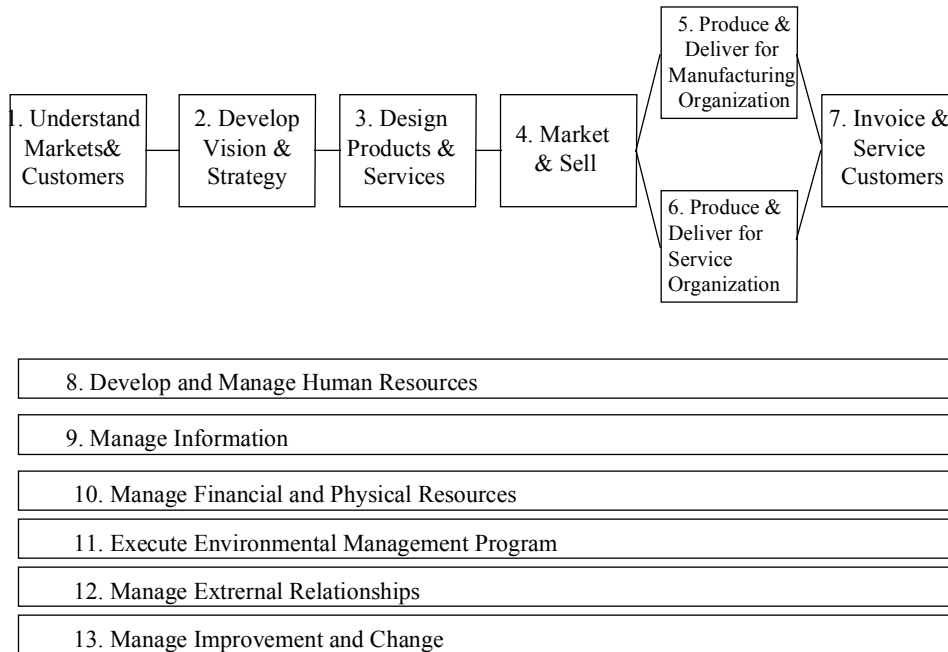 1. Understand
Markets&
Customers
2. Develop
Vision &
Strategy
3. Design
Products &
Services
4. Market
& Sell
5. Produce &
Deliver for
Manufacturing
Organization
6. Produce &
Deliver for
Service
Organization
7. Invoice &
Service
Customers
8. Develop and Manage Human Resources
9. Manage Information
10. Manage Financial and Physical Resources
11. Execute Environmental Management Program
12. Manage Extrernal Relationships
13. Manage Improvement and Change